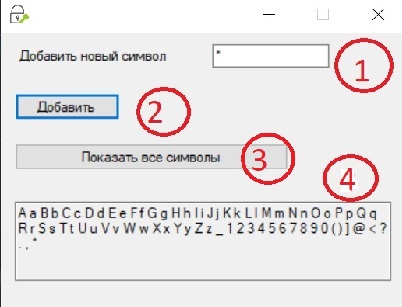 Добавить новый символ
*
1
Добавить
2
Показать все символы
3
4
A a B b C c D d E e F f G g H h I i J j K k L l M m N n O o P p Q q
R r S s T t U u V v W w X x Y y Z z _ 1 2 3 4 5 6 7 8 9 0 ( ) ] @ < ?
. , *